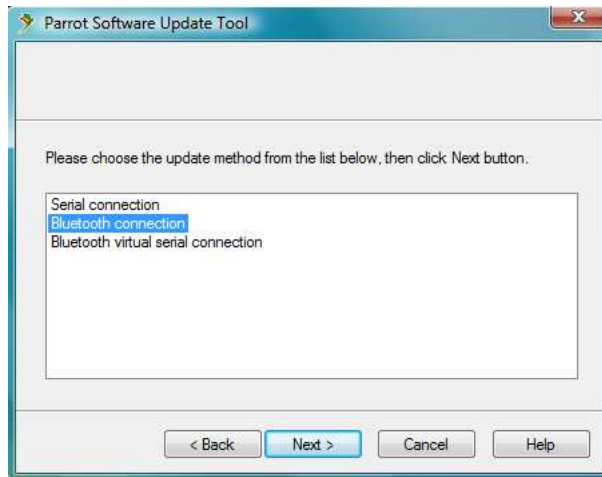 Parrot Software Update Tool
Please choose the update method from the list below, then click Next button.
Serial connection
Bluetooth connection
Bluetooth virtual serial connection
< Back Next > Cancel Help